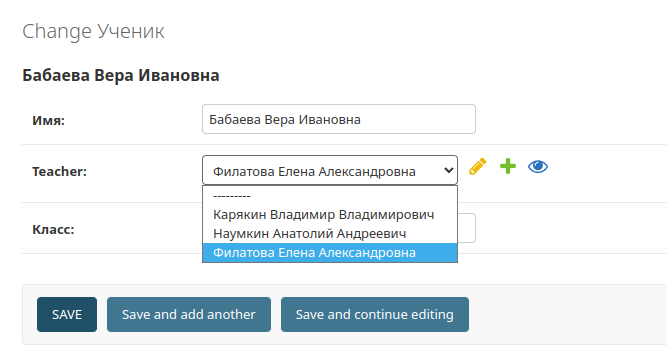 Change Ученик
Бабаева Вера Ивановна
Имя:
Бабаева Вера Ивановна
Teacher:
Филатова Елена Александровна
---------
Карякин Владимир Владимирович
Наумкин Анатолий Андреевич
Филатова Елена Александровна
Класс:
SAVE
Save and add another
Save and continue editing